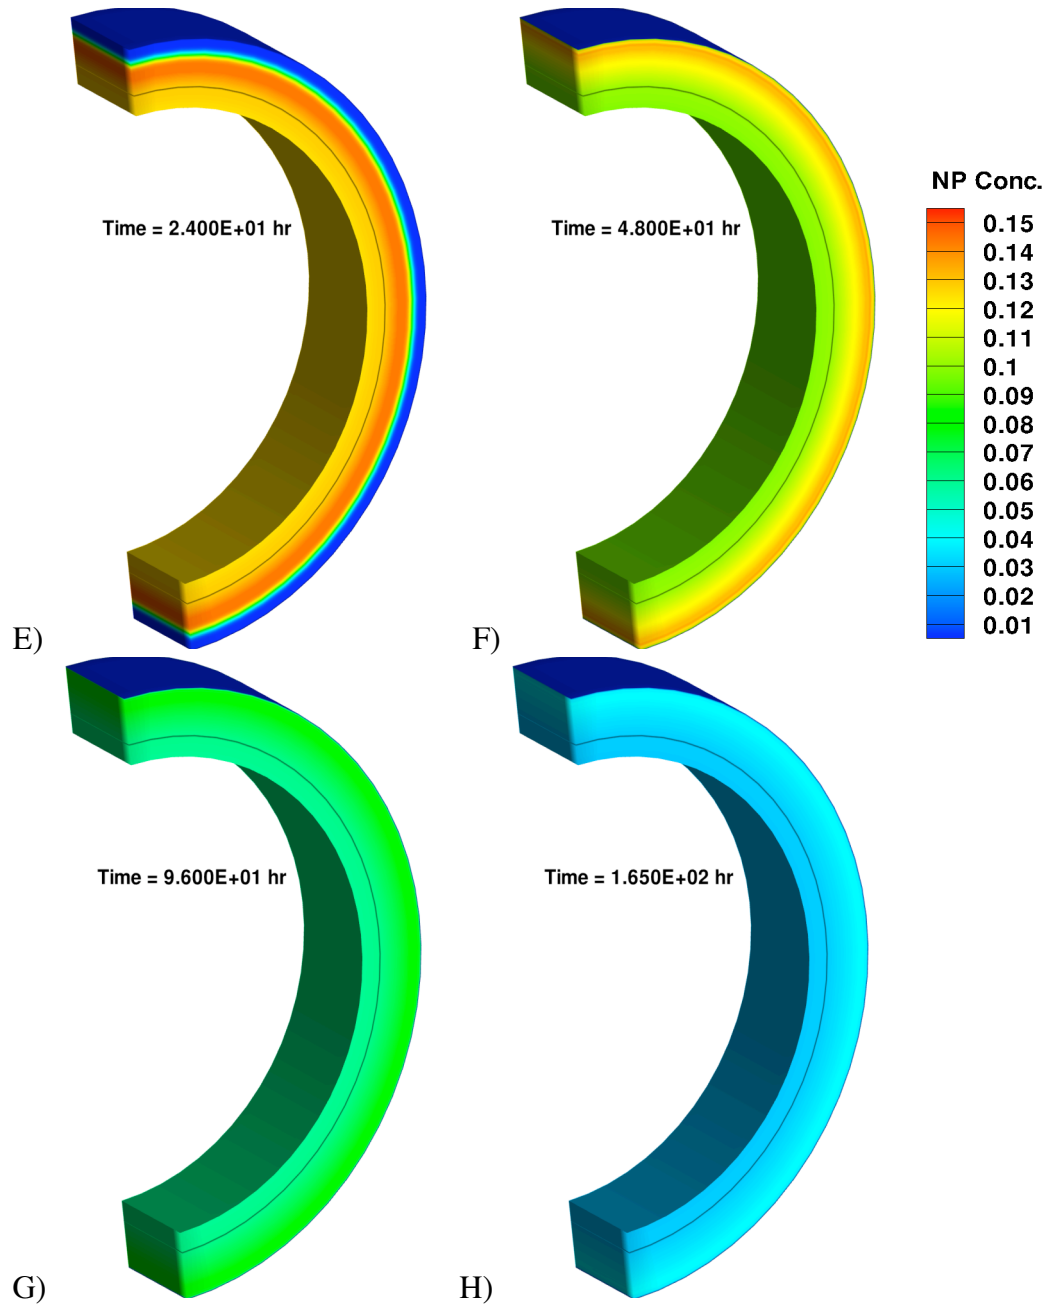 Time = 2.400E+01 hr
Time = 4.800E+01 hr
NP Conc.
0.15
0.14
0.13
0.12
0.11
0.1
0.09
0.08
0.07
0.06
0.05
0.04
0.03
0.02
0.01
E)
F)
Time = 9.600E+01 hr
Time = 1.650E+02 hr
G)
H)